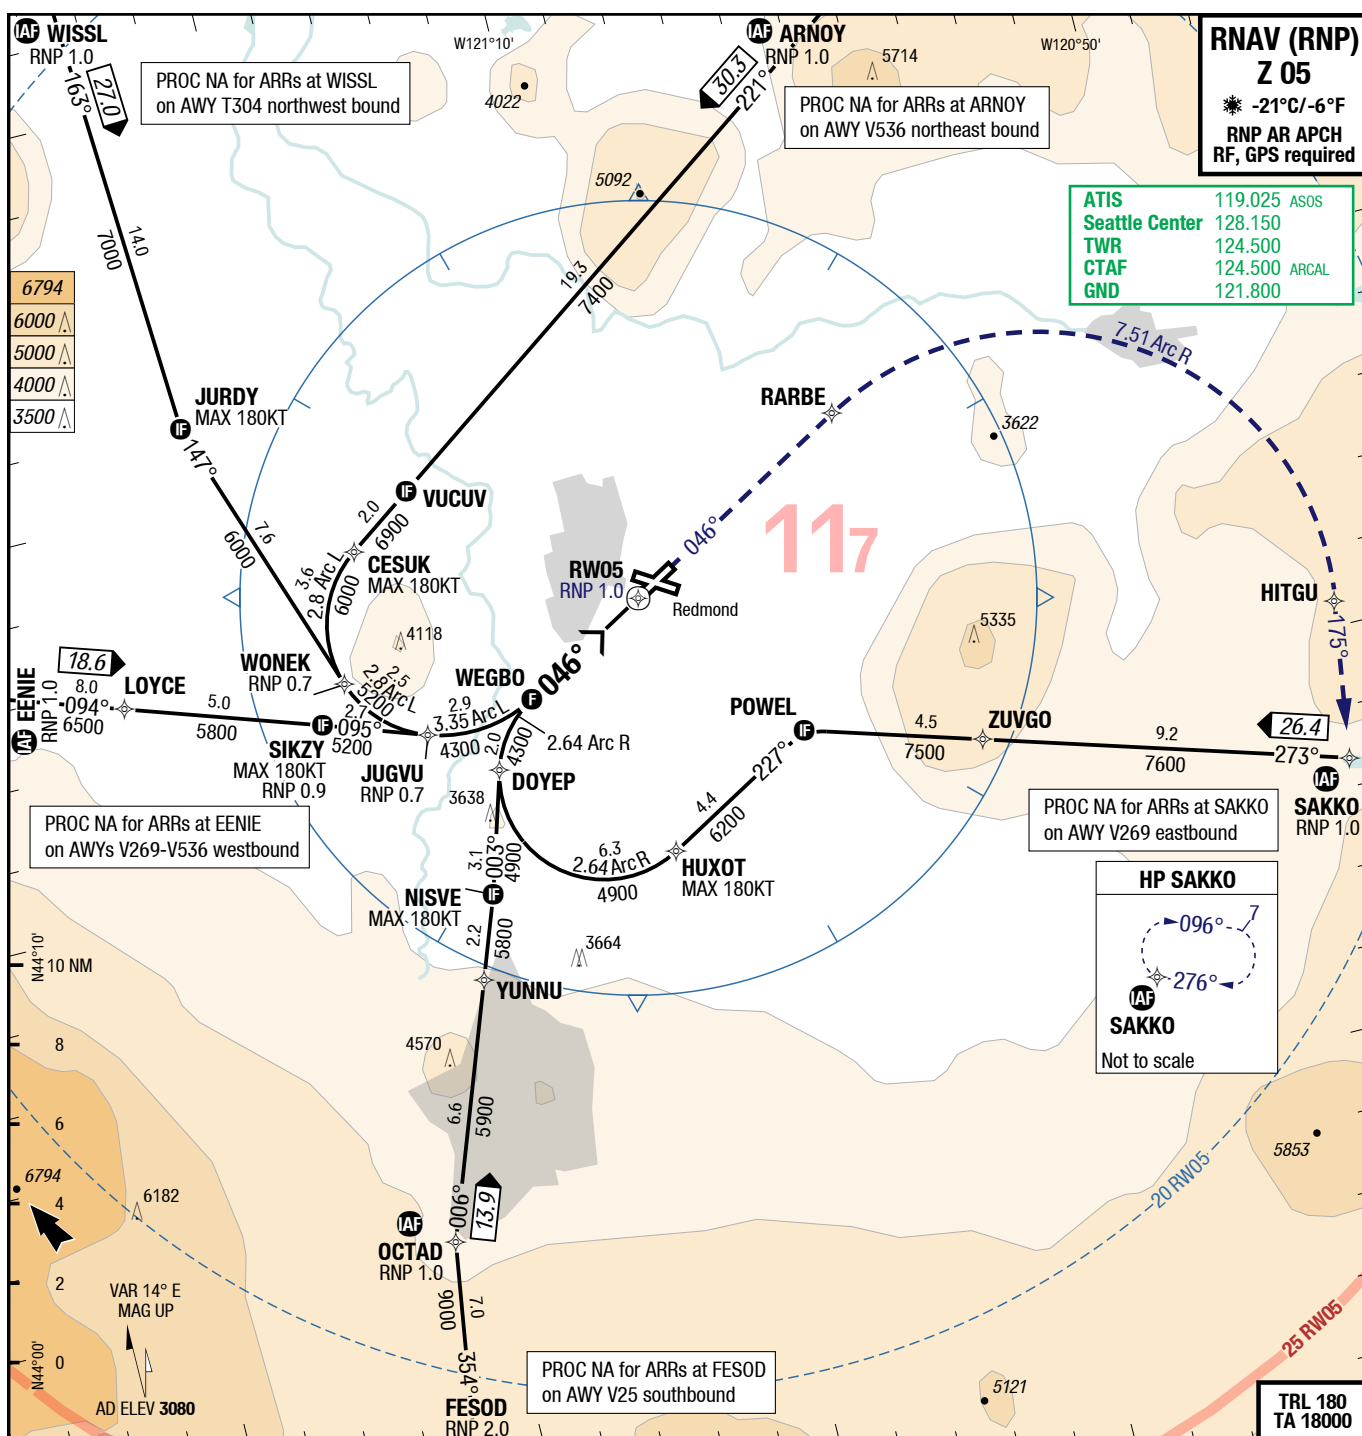 IAF WISSL
RNP 1.0
163°
27.0
PROC NA for ARRs at WISSL
on AWY T304 northwest bound
W121°10'
4022
IAF ARNOY
RNP 1.0
30.3
221°
5714
W120°50'
PROC NA for ARRs at ARNOY
on AWY V536 northeast bound
RNAV (RNP)
Z 05
-21°C/-6°F
RNP AR APCH
RF, GPS required
ATIS 119.025 ASOS
Seattle Center 128.150
TWR 124.500
CTAF 124.500 ARCAL
GND 121.800
5092
14.0
7000
19.3
7400
6794
6000
5000
4000
3500
7.51 Arc R
JURDY
MAX 180KT
IF
147°
RARBE
3622
IF VUCUV
7.6
6000
2.0
6900
CESUK
MAX 180KT
3.6
2.8 Arc L
6000
046°
117
RW05
RNP 1.0
Redmond
HITGU
175°
4118
5335
WONEK
RNP 0.7
2.5
2.8 Arc L
5200
WEGBO
F
046°
18.6
IAF EENIE
RNP 1.0
8.0
094°
6500
LOYCE
5.0
5800
IF
SIKZY
MAX 180KT
RNP 0.9
2.7
095°
5200
JUGVU
RNP 0.7
2.9
3.35 Arc L
4300
2.0
4300
2.64 Arc R
DOYEP
POWEL
IF
227°
4.5
7500
ZUVGO
9.2
7600
26.4
273°
IAF
SAKKO
RNP 1.0
3638
3.1
003°
4900
4.4
6200
6.3
2.64 Arc R
4900
HUXOT
MAX 180KT
PROC NA for ARRs at EENIE
on AWYs V269-V536 westbound
PROC NA for ARRs at SAKKO
on AWY V269 eastbound
NISVE
MAX 180KT
IF
2.2
5800
3664
HP SAKKO
096°
7
276°
IAF
SAKKO
Not to scale
N44°10'
10 NM
8
6
4
2
0
YUNNU
4570
6.6
5900
5853
20 RW05
6794
6182
006°
13.9
IAF
OCTAD
RNP 1.0
VAR 14° E
MAG UP
7.0
9000
354°
25 RW05
N44°00'
AD ELEV 3080
FESOD
RNP 2.0
PROC NA for ARRs at FESOD
on AWY V25 southbound
5121
TRL 180
TA 18000